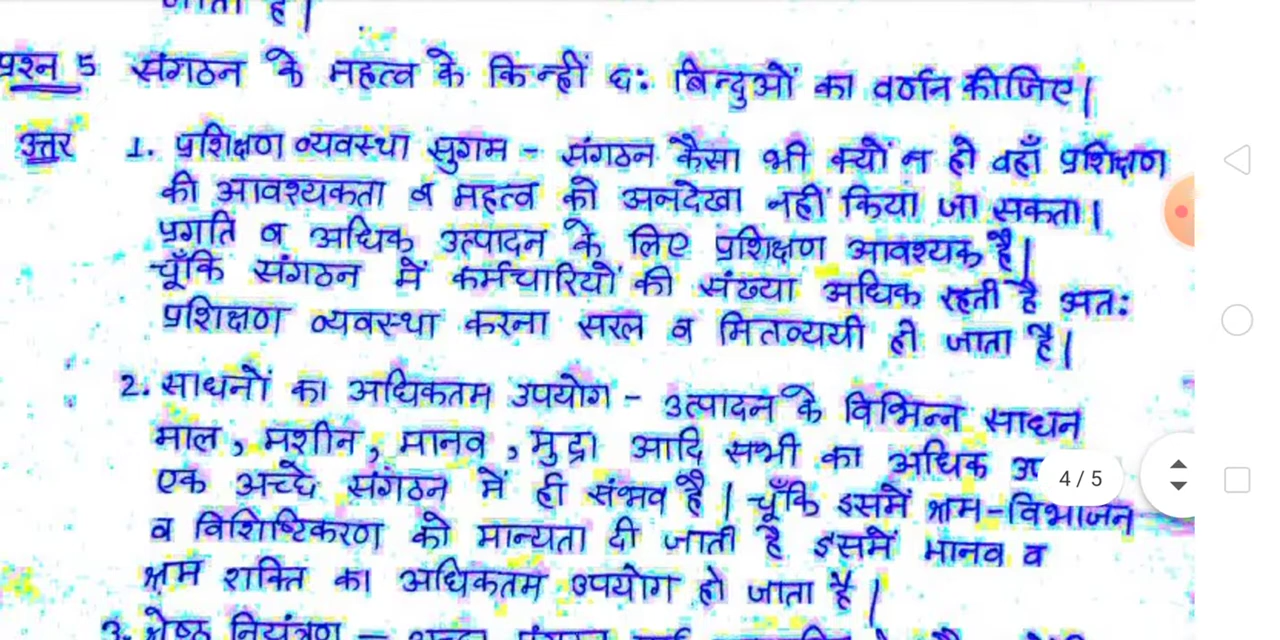 जाता है।
प्रश्न 5 संगठन के महत्व के किन्हीं छः बिन्दुओं का वर्णन कीजिए।
उत्तर 1. प्रशिक्षण व्यवस्था सुगम - संगठन कैसा भी क्यों न हो वहाँ प्रशिक्षण
की आवश्यकता व महत्व को अनदेखा नहीं किया जा सकता।
प्रगति व अधिक उत्पादन के लिए प्रशिक्षण आवश्यक है।
चूँकि संगठन में कर्मचारियों की संख्या अधिक रहती है अतः
प्रशिक्षण व्यवस्था करना सरल व मितव्ययी हो जाता है।
2. साधनों का अधिकतम उपयोग - उत्पादन के विभिन्न साधन
माल, मशीन, मानव, मुद्रा आदि सभी का अधिक
4/5
एक अच्छे संगठन में ही संभव है। चूँकि इसमें श्रम-विभाजन
व विशिष्टिकरण को मान्यता दी जाती है इसमें मानव व
श्रम शक्ति का अधिकतम उपयोग हो जाता है।
3. श्रेष्ठ नियंत्रण -